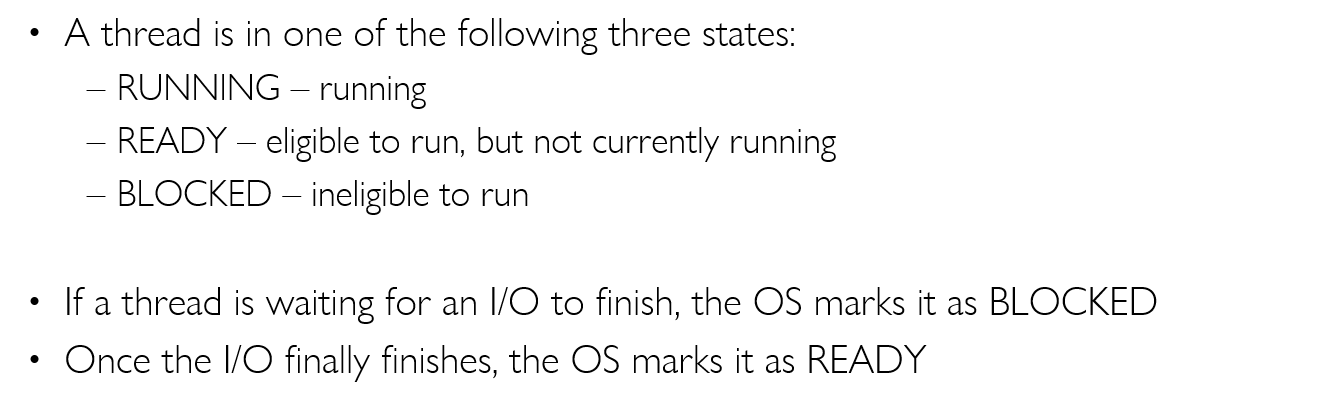 • A thread is in one of the following three states:
– RUNNING – running
– READY – eligible to run, but not currently running
– BLOCKED – ineligible to run
• If a thread is waiting for an I/O to finish, the OS marks it as BLOCKED
• Once the I/O finally finishes, the OS marks it as READY